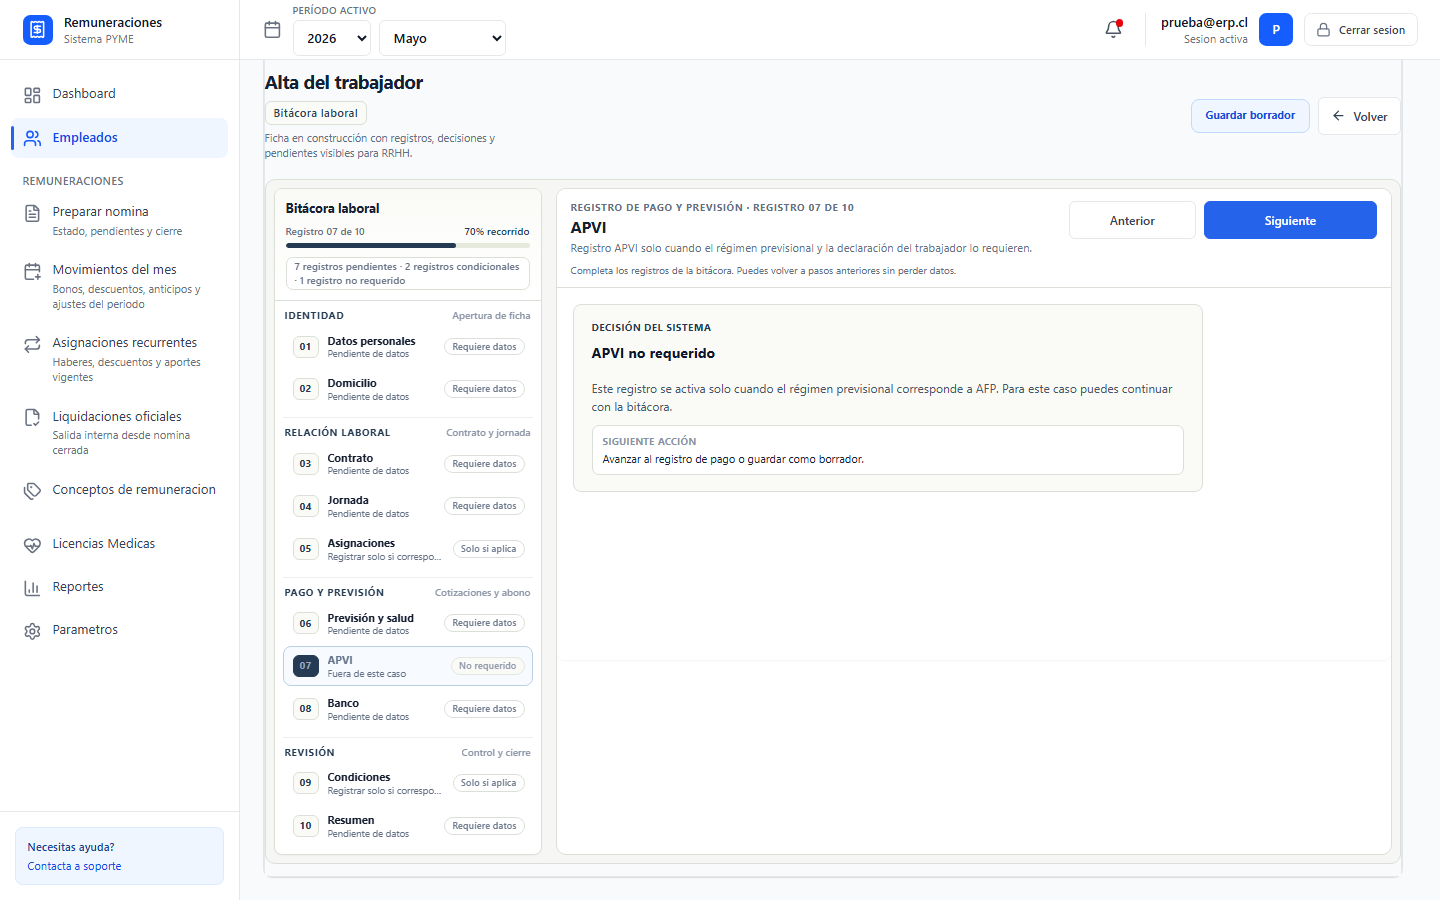 Remuneraciones
Sistema PYME
PERÍODO ACTIVO
2026
Mayo
prueba@erp.cl
Sesion activa
P
Cerrar sesion
Dashboard
Empleados
REMUNERACIONES
Preparar nomina
Estado, pendientes y cierre
Movimientos del mes
Bonos, descuentos, anticipos y
ajustes del periodo
Asignaciones recurrentes
Haberes, descuentos y aportes
vigentes
Liquidaciones oficiales
Salida interna desde nomina
cerrada
Conceptos de remuneracion
Licencias Medicas
Reportes
Parametros
Necesitas ayuda?
Contacta a soporte
Alta del trabajador
Bitácora laboral
Ficha en construcción con registros, decisiones y
pendientes visibles para RRHH.
Guardar borrador
Volver
Bitácora laboral
Registro 07 de 10
70% recorrido
7 registros pendientes · 2 registros condicionales
· 1 registro no requerido
IDENTIDAD
Apertura de ficha
01
Datos personales
Pendiente de datos
Requiere datos
02
Domicilio
Pendiente de datos
Requiere datos
RELACIÓN LABORAL
Contrato y jornada
03
Contrato
Pendiente de datos
Requiere datos
04
Jornada
Pendiente de datos
Requiere datos
05
Asignaciones
Registrar solo si correspo...
Solo si aplica
PAGO Y PREVISIÓN
Cotizaciones y abono
06
Previsión y salud
Pendiente de datos
Requiere datos
07
APVI
Fuera de este caso
No requerido
08
Banco
Pendiente de datos
Requiere datos
REVISIÓN
Control y cierre
09
Condiciones
Registrar solo si correspo...
Solo si aplica
10
Resumen
Pendiente de datos
Requiere datos
REGISTRO DE PAGO Y PREVISIÓN · REGISTRO 07 DE 10
APVI
Registro APVI solo cuando el régimen previsional y la declaración del trabajador lo requieren.
Completa los registros de la bitácora. Puedes volver a pasos anteriores sin perder datos.
Anterior
Siguiente
DECISIÓN DEL SISTEMA
APVI no requerido
Este registro se activa solo cuando el régimen previsional corresponde a AFP. Para este caso puedes continuar
con la bitácora.
SIGUIENTE ACCIÓN
Avanzar al registro de pago o guardar como borrador.